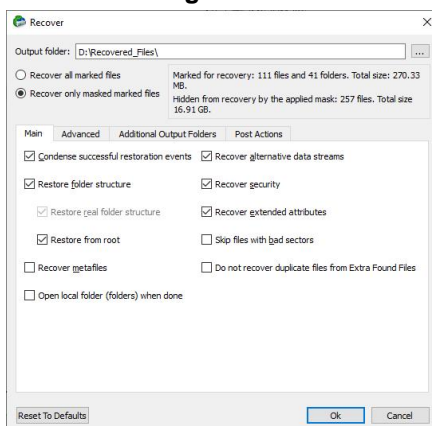 Recover
Output folder: D:\Recovered_Files\ ...
Recover all marked files
Recover only masked marked files
Marked for recovery: 111 files and 41 folders. Total size: 270.33
MB.
Hidden from recovery by the applied mask: 257 files. Total size
16.91 GB.
Main Advanced Additional Output Folders Post Actions
Condense successful restoration events Recover alternative data streams
Restore folder structure Recover security
Restore real folder structure Recover extended attributes
Restore from root Skip files with bad sectors
Recover metafiles Do not recover duplicate files from Extra Found Files
Open local folder (folders) when done
Reset To Defaults Ok Cancel